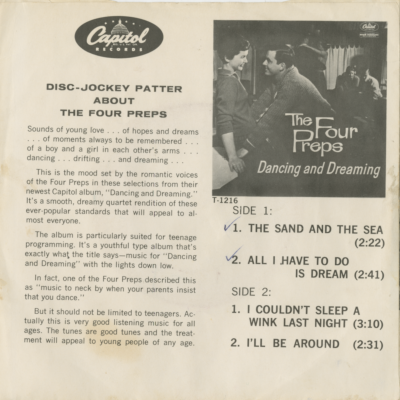 Capitol
RECORDS
DISC-JOCKEY PATTER
ABOUT
THE FOUR PREPS
Sounds of young love . . . of hopes and dreams
. . . of moments always to be remembered . . .
of a boy and a girl in each other's arms . . .
dancing . . . drifting . . . and dreaming . . .
This is the mood set by the romantic voices
of the Four Preps in these selections from their
newest Capitol album, "Dancing and Dreaming."
It's a smooth, dreamy quartet rendition of these
ever-popular standards that will appeal to al-
most everyone.
The album is particularly suited for teenage
programming. It's a youthful type album that's
exactly what the title says—music for "Dancing
and Dreaming" with the lights down low.
In fact, one of the Four Preps described this
as "music to neck by when your parents insist
that you dance."
But it should not be limited to teenagers. Ac-
tually this is very good listening music for all
ages. The tunes are good tunes and the treat-
ment will appeal to young people of any age.
Capitol
The
Four
Preps
Dancing and Dreaming
T-1216
SIDE 1:
1. THE SAND AND THE SEA
(2:22)
2. ALL I HAVE TO DO
IS DREAM (2:41)
SIDE 2:
1. I COULDN'T SLEEP A
WINK LAST NIGHT (3:10)
2. I'LL BE AROUND (2:31)